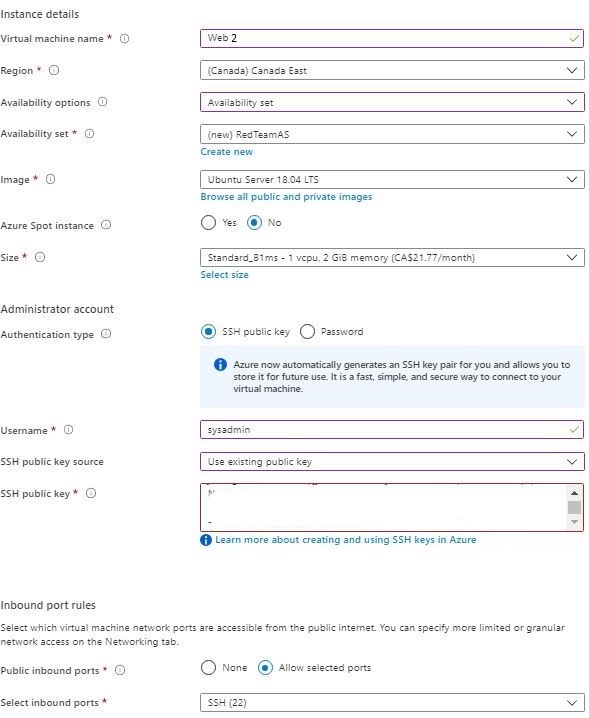 Instance details
Virtual machine name * Web 2
Region * (Canada) Canada East
Availability options Availability set
Availability set * (new) RedTeamAS
Create new
Image * Ubuntu Server 18.04 LTS
Browse all public and private images
Azure Spot instance Yes No
Size * Standard_B1ms - 1 vcpu, 2 GiB memory (CA$21.77/month)
Select size
Administrator account
Authentication type SSH public key Password
Azure now automatically generates an SSH key pair for you and allows you to
store it for future use. It is a fast, simple, and secure way to connect to your
virtual machine.
Username * sysadmin
SSH public key source Use existing public key
SSH public key *
Learn more about creating and using SSH keys in Azure
Inbound port rules
Select which virtual machine network ports are accessible from the public internet. You can specify more limited or granular
network access on the Networking tab.
Public inbound ports * None Allow selected ports
Select inbound ports * SSH (22)